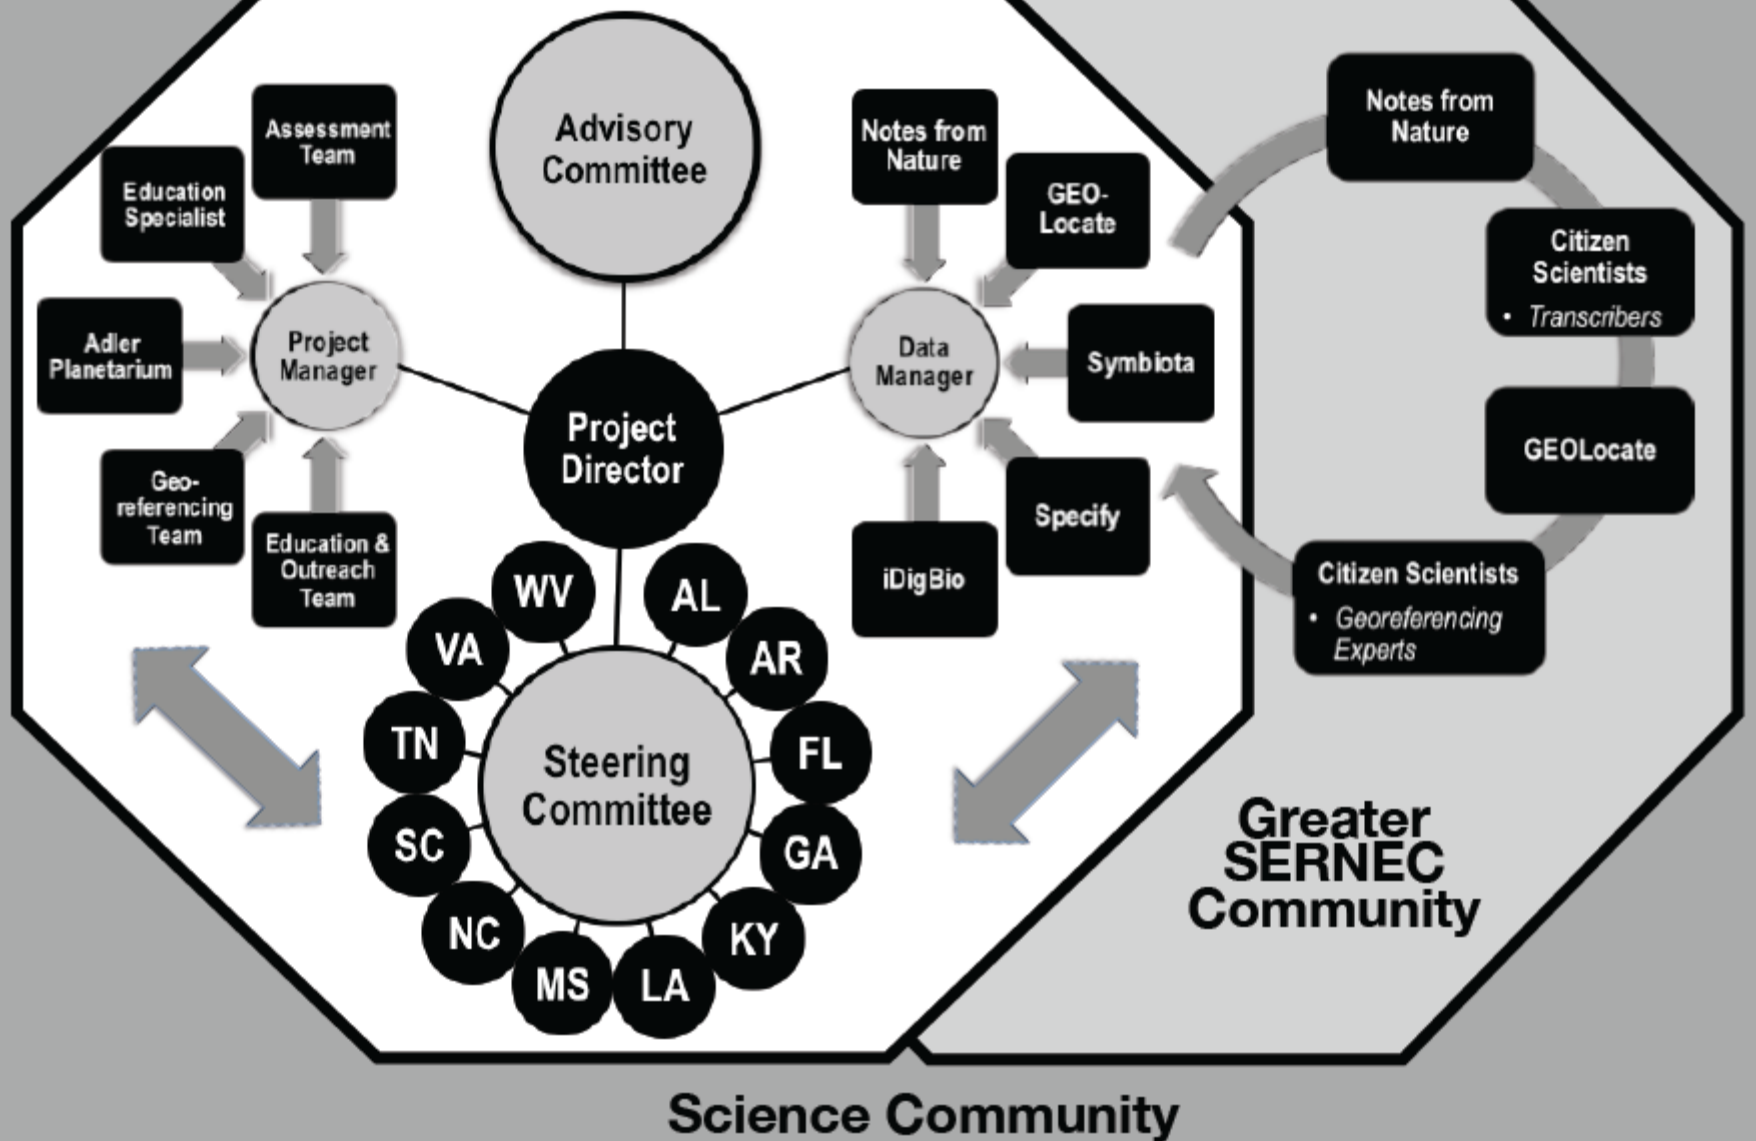 Advisory
Committee
Assessment
Team
Education
Specialist
Adler
Planetarium
Geo-
referencing
Team
Education &
Outreach
Team
Project
Manager
Project
Director
Notes from
Nature
GEO-
Locate
Symbiota
Specify
iDigBio
Data
Manager
Notes from
Nature
Citizen
Scientists
• Transcribers
GEOLocate
Citizen Scientists
• Georeferencing
Experts
WV
AL
VA
AR
TN
FL
Steering
Committee
SC
GA
NC
KY
MS
LA
Greater
SERNEC
Community
Science Community